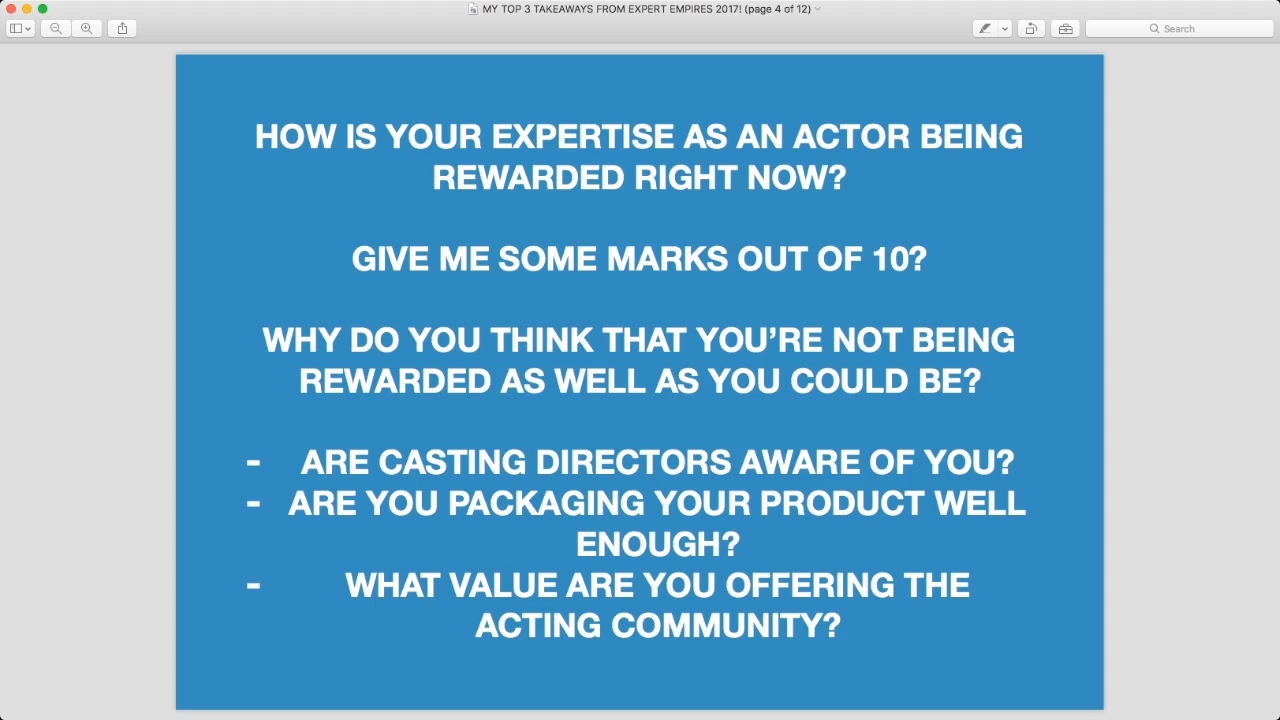 MY TOP 3 TAKEAWAYS FROM EXPERT EMPIRES 2017! (page 4 of 12)
Search
HOW IS YOUR EXPERTISE AS AN ACTOR BEING
REWARDED RIGHT NOW?
GIVE ME SOME MARKS OUT OF 10?
WHY DO YOU THINK THAT YOU’RE NOT BEING
REWARDED AS WELL AS YOU COULD BE?
- ARE CASTING DIRECTORS AWARE OF YOU?
- ARE YOU PACKAGING YOUR PRODUCT WELL
ENOUGH?
- WHAT VALUE ARE YOU OFFERING THE
ACTING COMMUNITY?